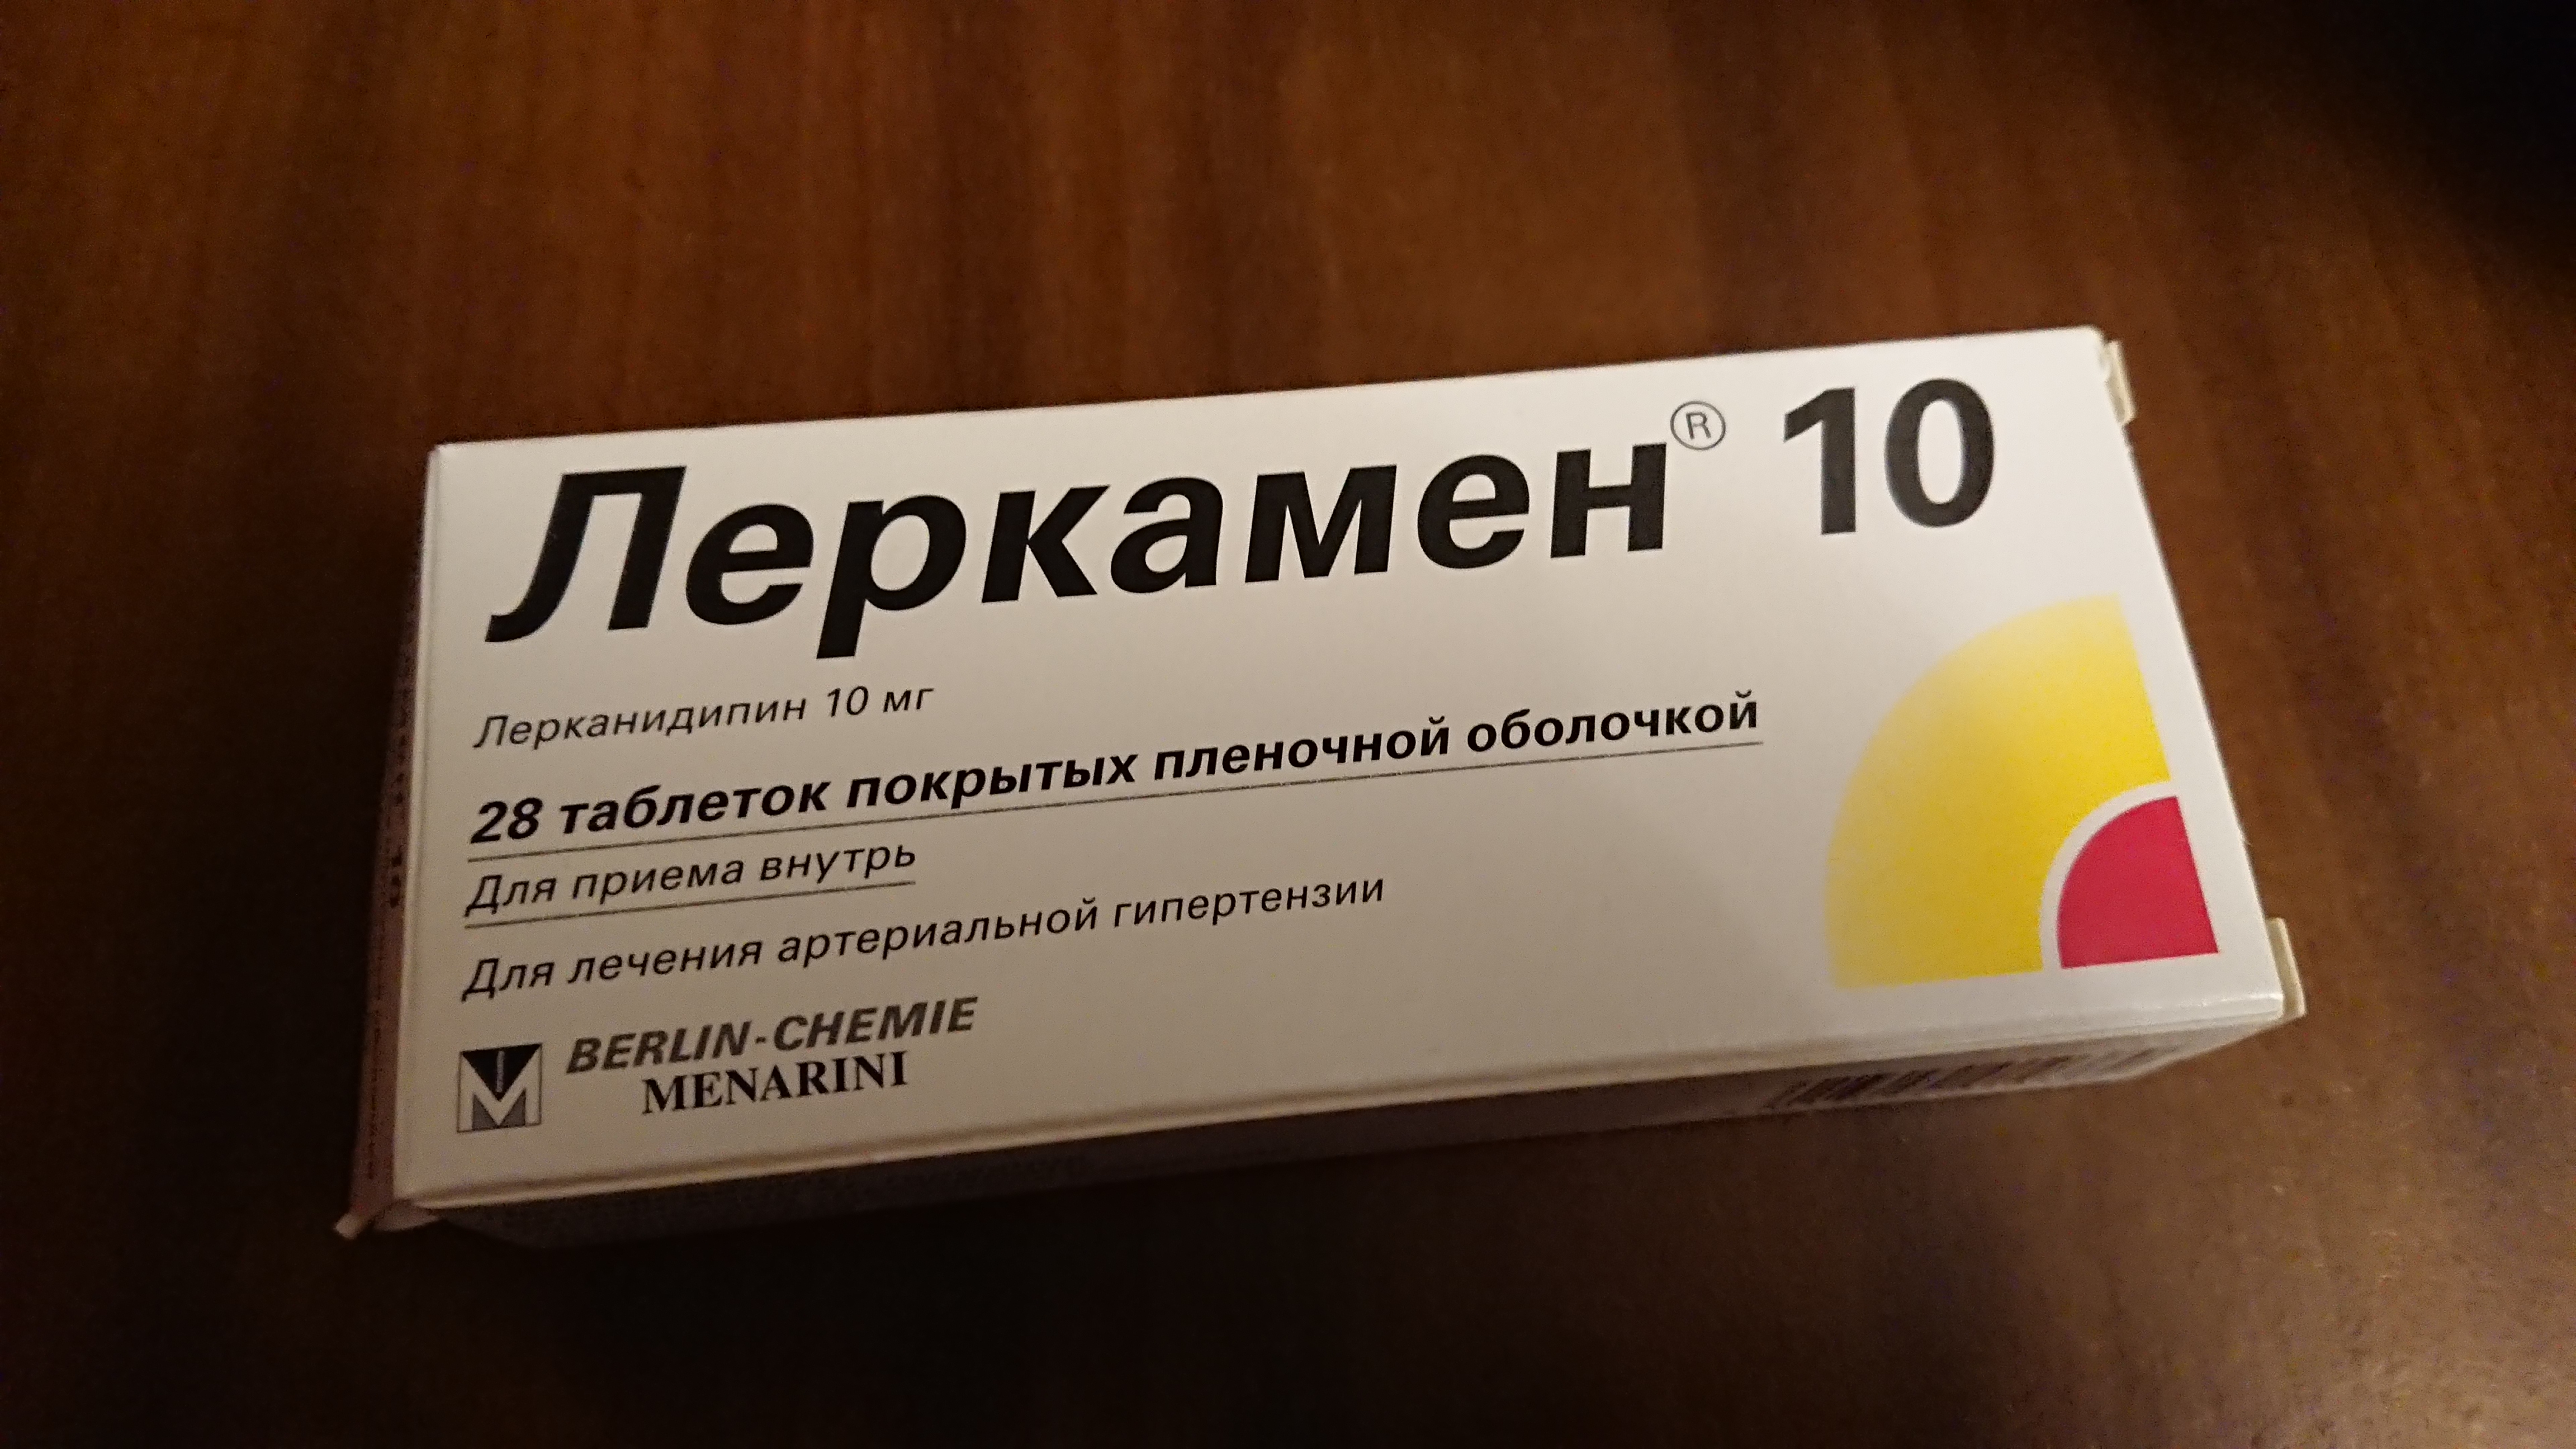 Леркамен® 10
Лерканидипин 10 мг
28 таблеток покрытых пленочной оболочкой
Для приема внутрь
Для лечения артериальной гипертензии
BERLIN-CHEMIE
MENARINI